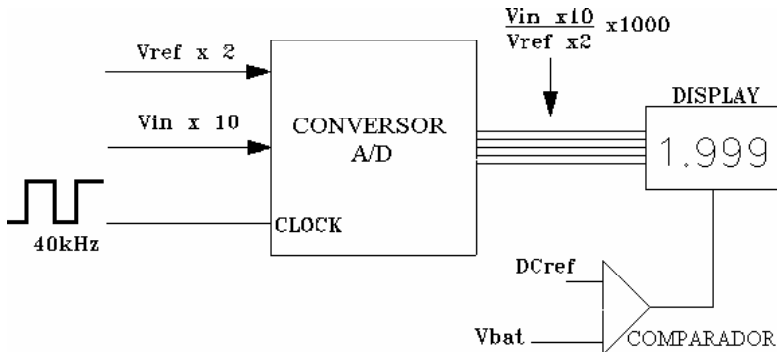 Vin x10
Vref x2
x1000
Vref x 2
DISPLAY
Vin x 10
CONVERSOR
A/D
1.999
CLOCK
40kHz
DCref
Vbat
COMPARADOR